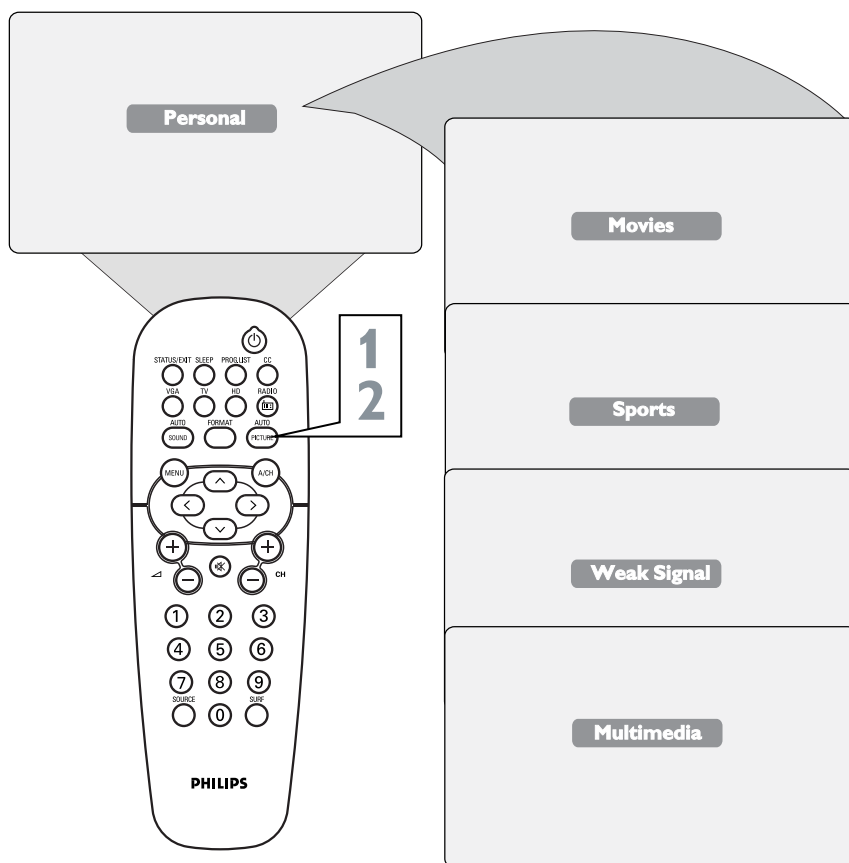 Personal
Movies
Sports
Weak Signal
Multimedia
1
2
STATUS/EXIT SLEEP PROG.LIST CC
VGA TV HD RADIO
AUTO FORMAT AUTO
SOUND PICTURE
MENU A/CH
CH
1 2 3
4 5 6
7 8 9
SOURCE 0 SURF
PHILIPS